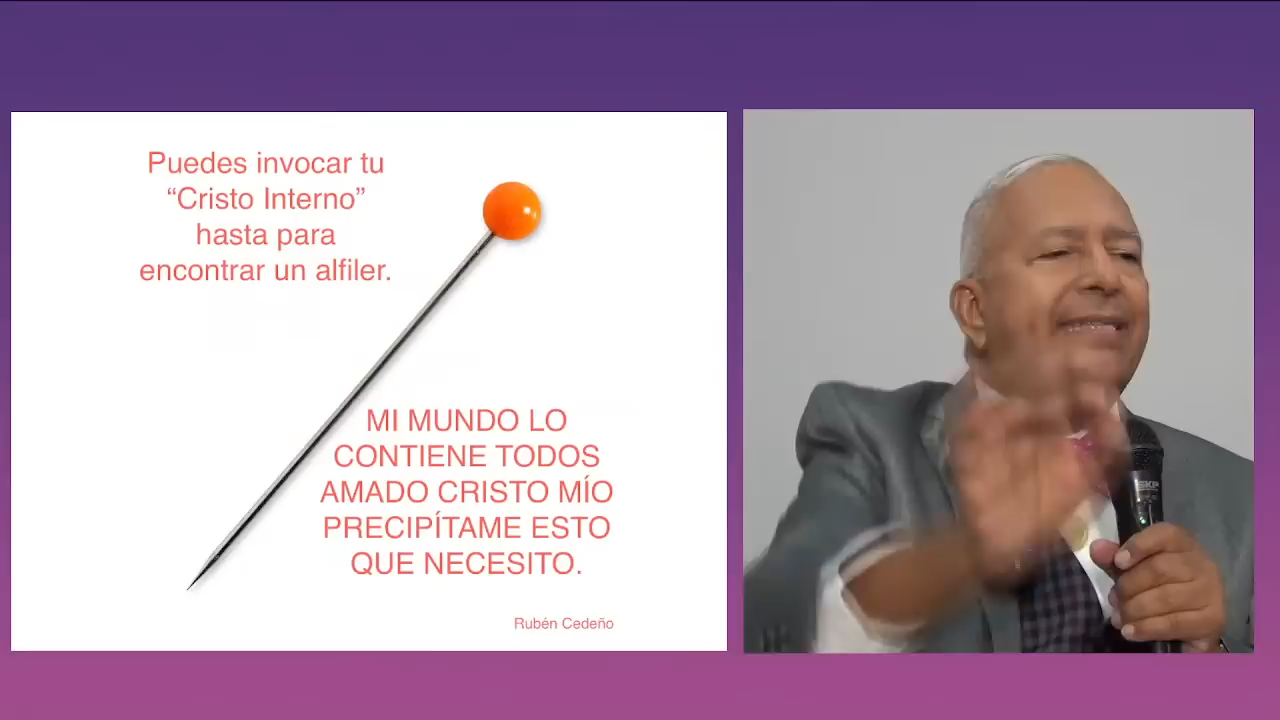 Puedes invocar tu
“Cristo Interno”
hasta para
encontrar un alfiler.
MI MUNDO LO
CONTIENE TODOS
AMADO CRISTO MÍO
PRECIPÍTAME ESTO
QUE NECESITO.
Rubén Cedeño
SKP